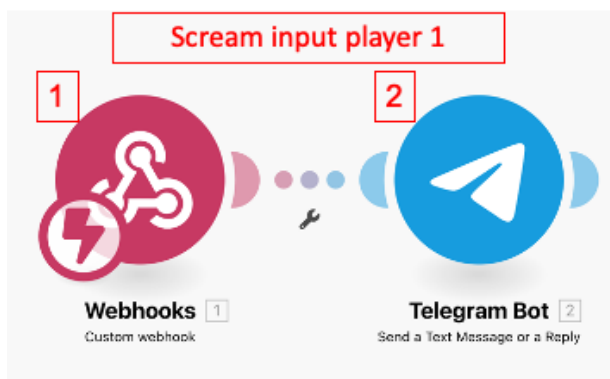 Scream input player 1
1
2
Webhooks 1
Custom webhook
Telegram Bot 2
Send a Text Message or a Reply